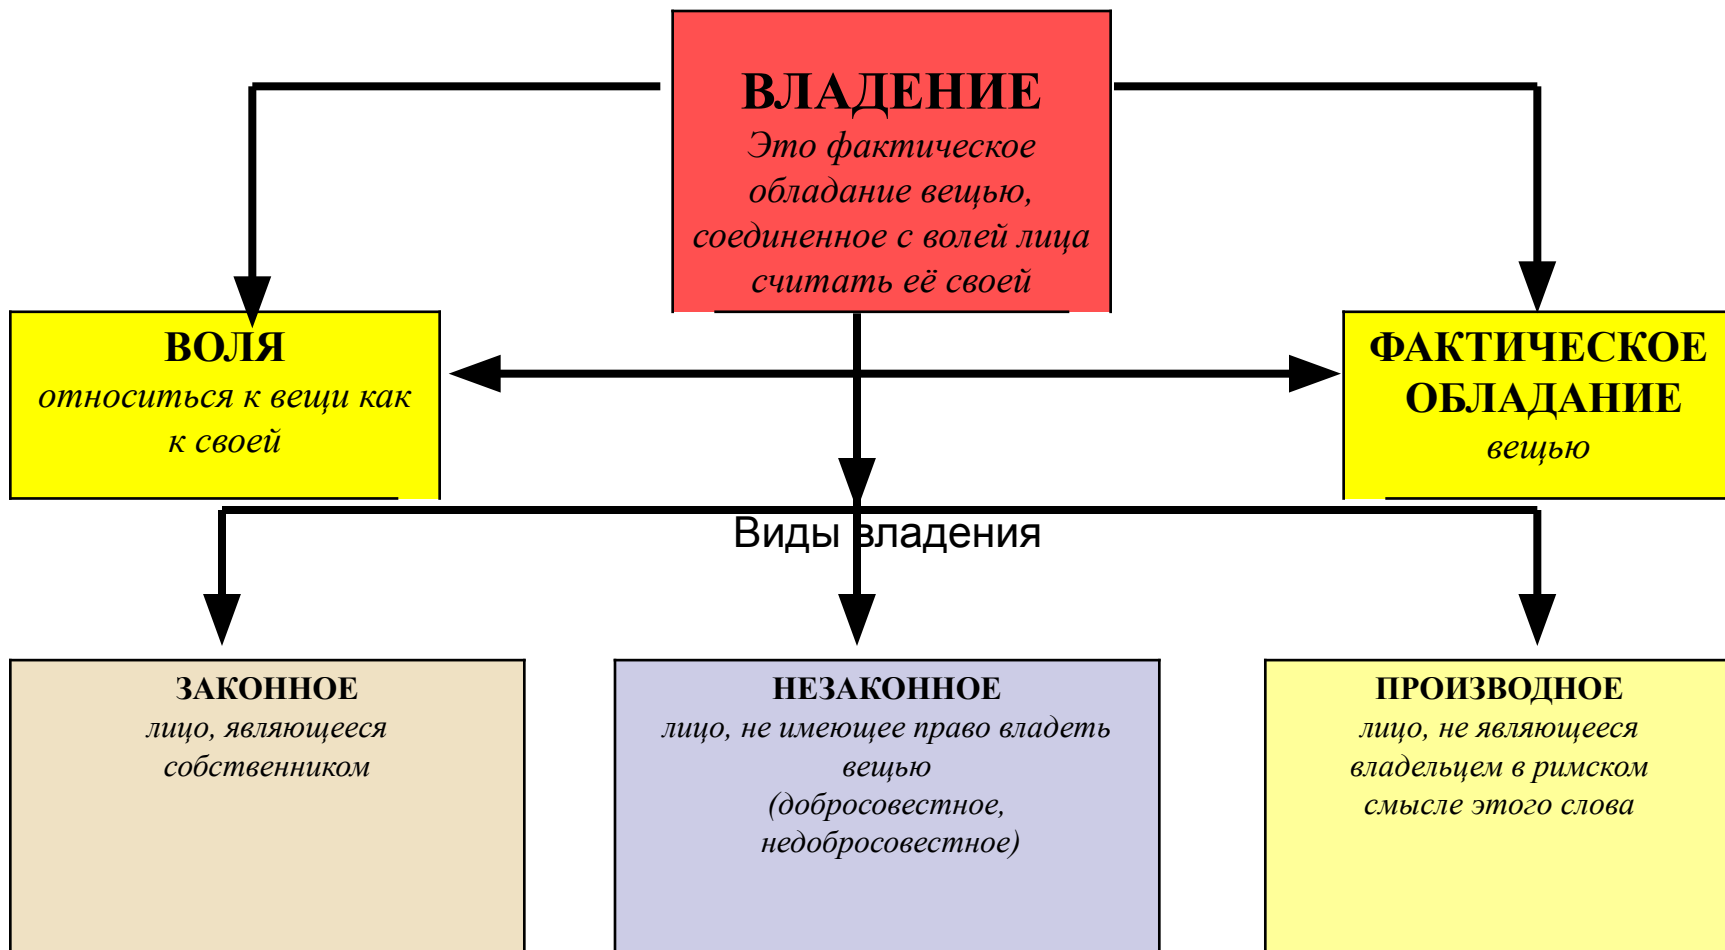 ВЛАДЕНИЕ
Это фактическое
обладание вещью,
соединенное с волей лица
считать её своей
ВОЛЯ
относиться к вещи как
к своей
ФАКТИЧЕСКОЕ
ОБЛАДАНИЕ
вещью
Виды владения
ЗАКОННОЕ
лицо, являющееся
собственником
НЕЗАКОННОЕ
лицо, не имеющее право владеть
вещью
(добросовестное,
недобросовестное)
ПРОИЗВОДНОЕ
лицо, не являющееся
владельцем в римском
смысле этого слова